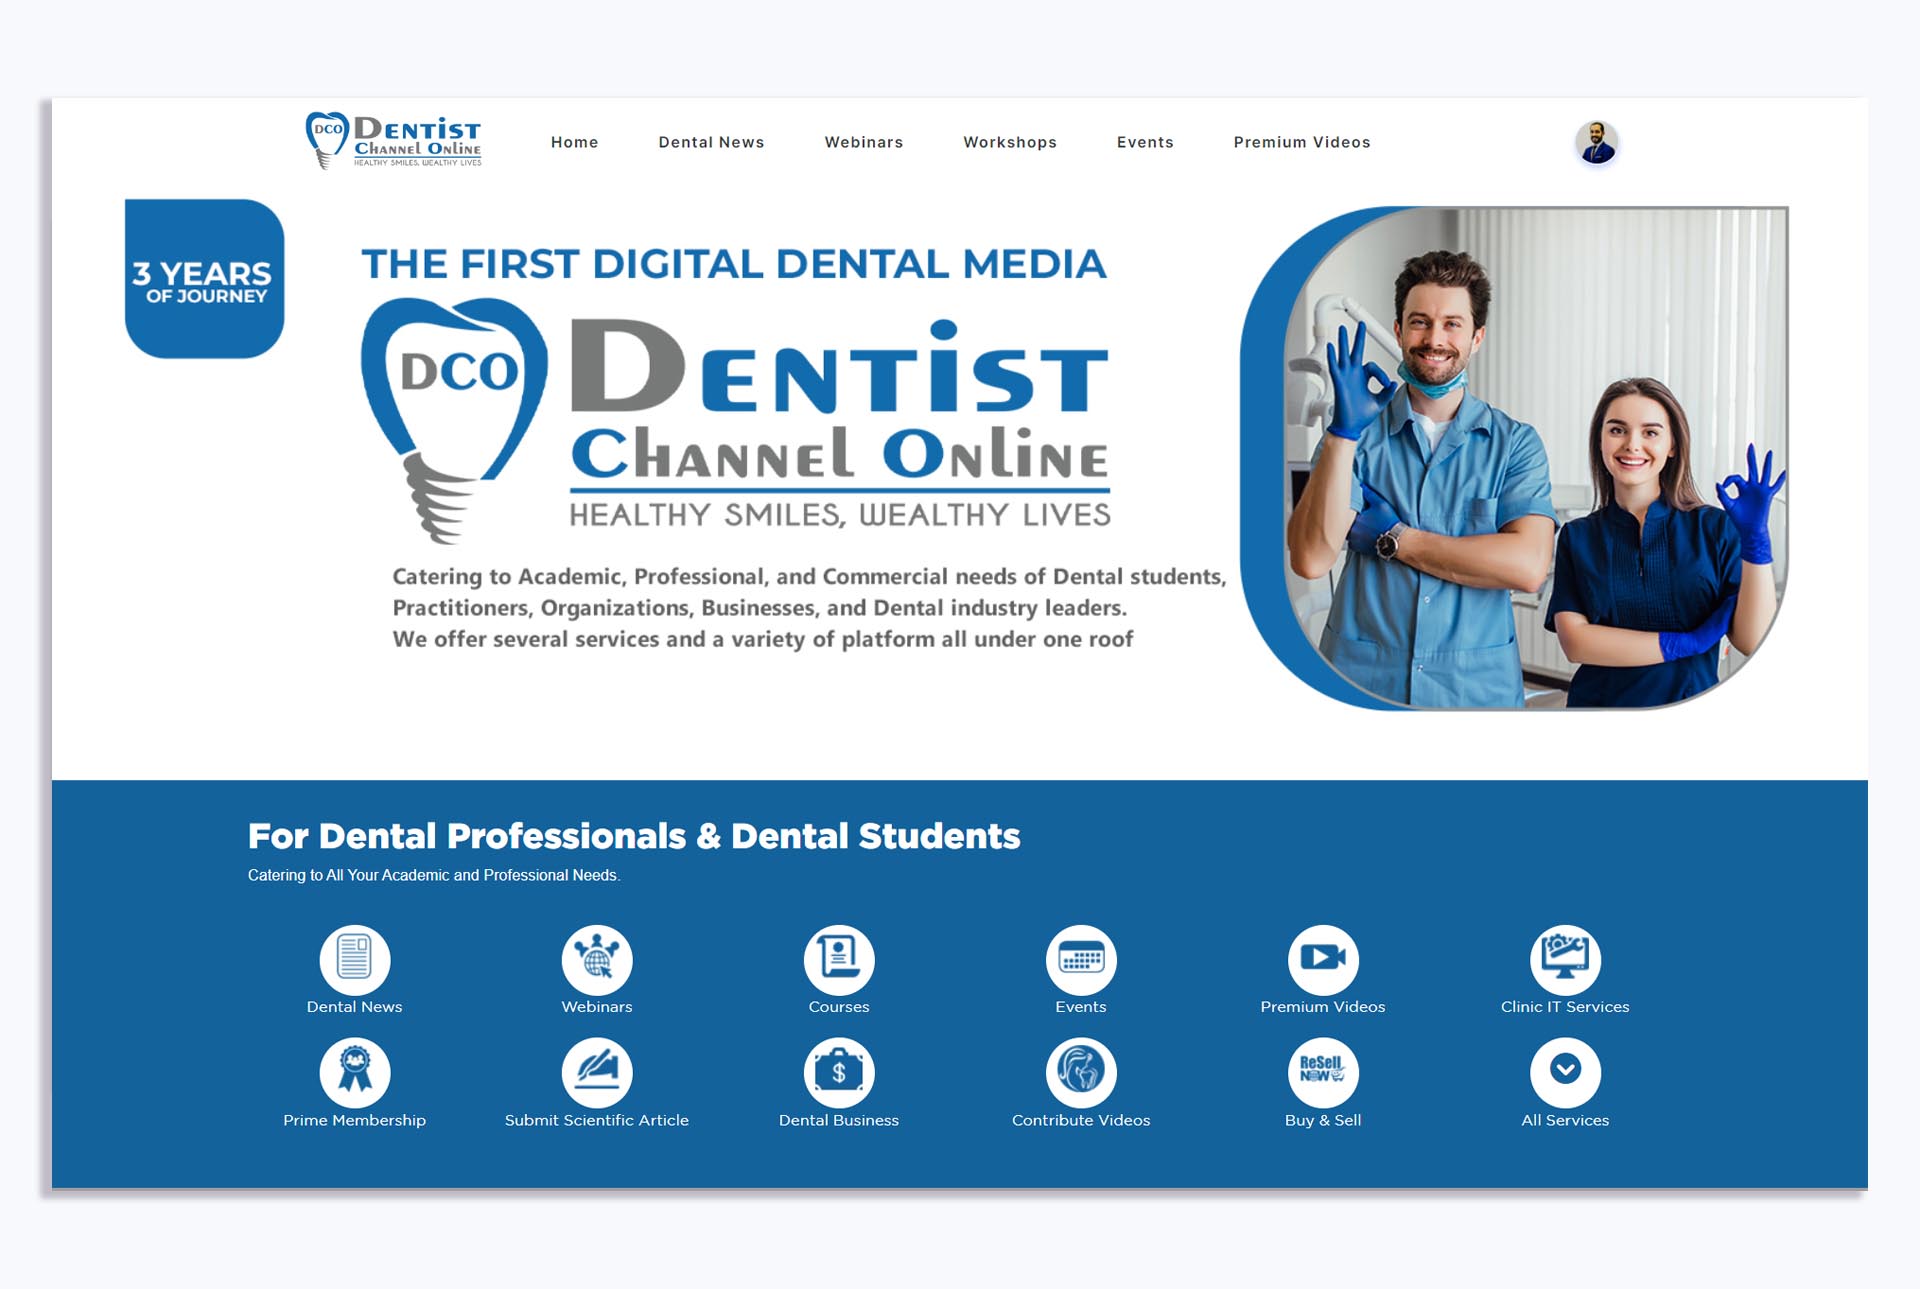 DCO DENTiST
CHANNEL ONLINE
HEALTHY SMILES, WEALTHY LIVES
Home Dental News Webinars Workshops Events Premium Videos
3 YEARS
OF JOURNEY
THE FIRST DIGITAL DENTAL MEDIA
DCO DENTiST
CHANNEL ONLINE
HEALTHY SMILES, WEALTHY LIVES
Catering to Academic, Professional, and Commercial needs of Dental students,
Practitioners, Organizations, Businesses, and Dental industry leaders.
We offer several services and a variety of platform all under one roof
For Dental Professionals & Dental Students
Catering to All Your Academic and Professional Needs.
Dental News Webinars Courses Events Premium Videos Clinic IT Services
$
ReSell
NOW
Prime Membership Submit Scientific Article Dental Business Contribute Videos Buy & Sell All Services